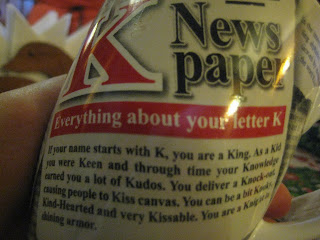 K News
paper
Everything about your letter K
If your name starts with K, you are a King. As a Kid
you were Keen and through time your Knowledge
earned you a lot of Kudos. You deliver a Knock-out,
causing people to Kiss canvas. You can be a bit Kooky,
Kind-Hearted and very Kissable. You are a Knight in
shining armor.